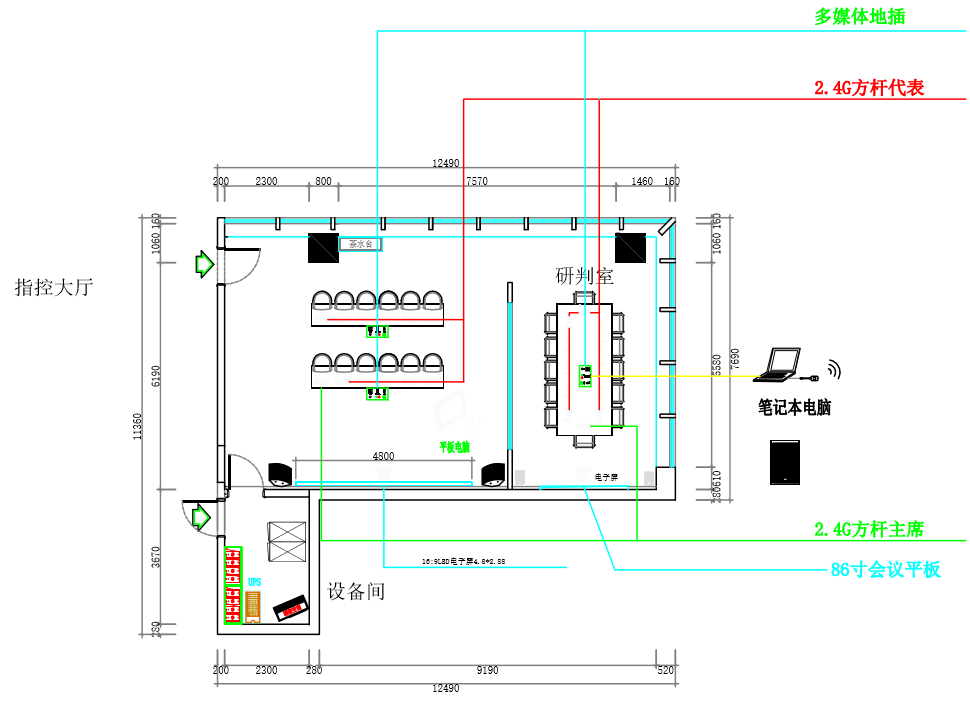 多媒体地插
2.4G方杆代表
12490
200
2300
800
7570
1460
160
160
1060
160
1060
茶水台
研判室
指控大厅
6190
5580
7690
笔记本电脑
11360
平板电脑
4800
电子屏
610
280
2.4G方杆主席
16:9LED电子屏4.8*2.88
86寸会议平板
3670
UPS
设备间
280
200
2300
280
9190
520
12490